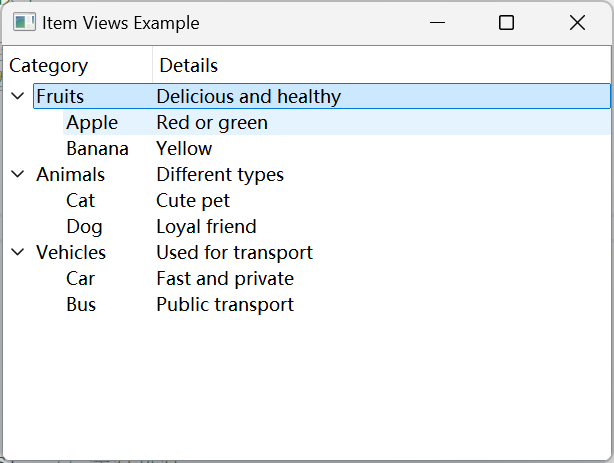 Item Views Example
Category Details
Fruits Delicious and healthy
Apple Red or green
Banana Yellow
Animals Different types
Cat Cute pet
Dog Loyal friend
Vehicles Used for transport
Car Fast and private
Bus Public transport